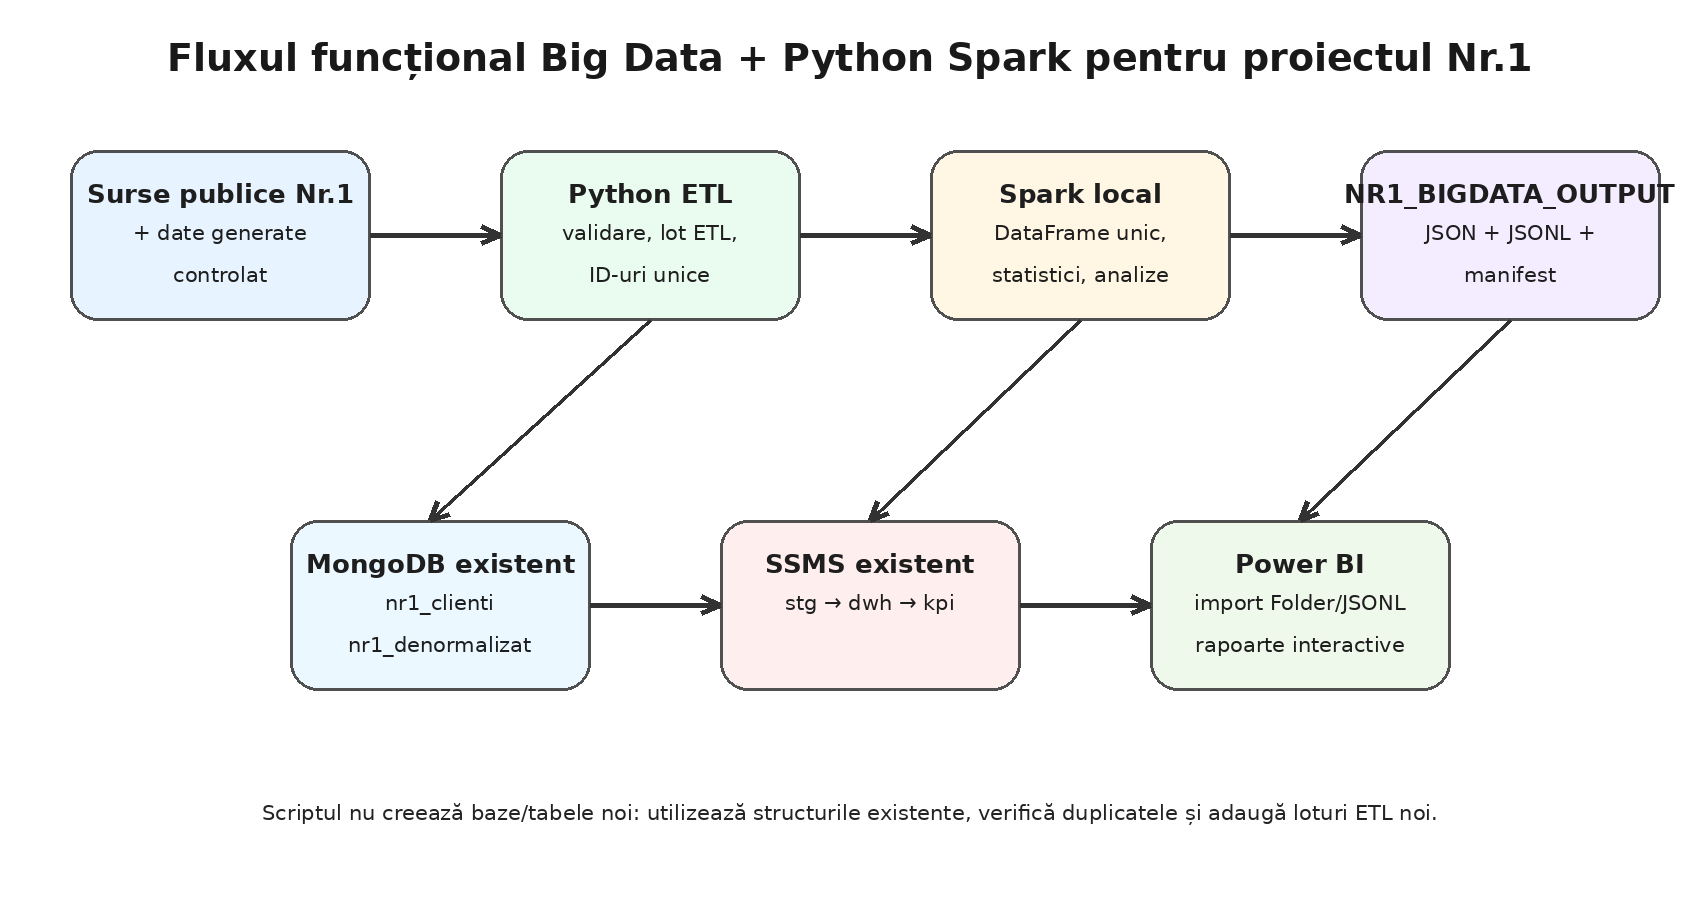 Fluxul funcțional Big Data + Python Spark pentru proiectul Nr.1
Surse publice Nr.1
+ date generate
controlat
Python ETL
validare, lot ETL,
ID-uri unice
Spark local
DataFrame unic,
statistici, analize
NR1_BIGDATA_OUTPUT
JSON + JSONL +
manifest
MongoDB existent
nr1_clienti
nr1_denormalizat
SSMS existent
stg → dwh → kpi
Power BI
import Folder/JSONL
rapoarte interactive
Scriptul nu creează baze/tabele noi: utilizează structurile existente, verifică duplicatele și adaugă loturi ETL noi.